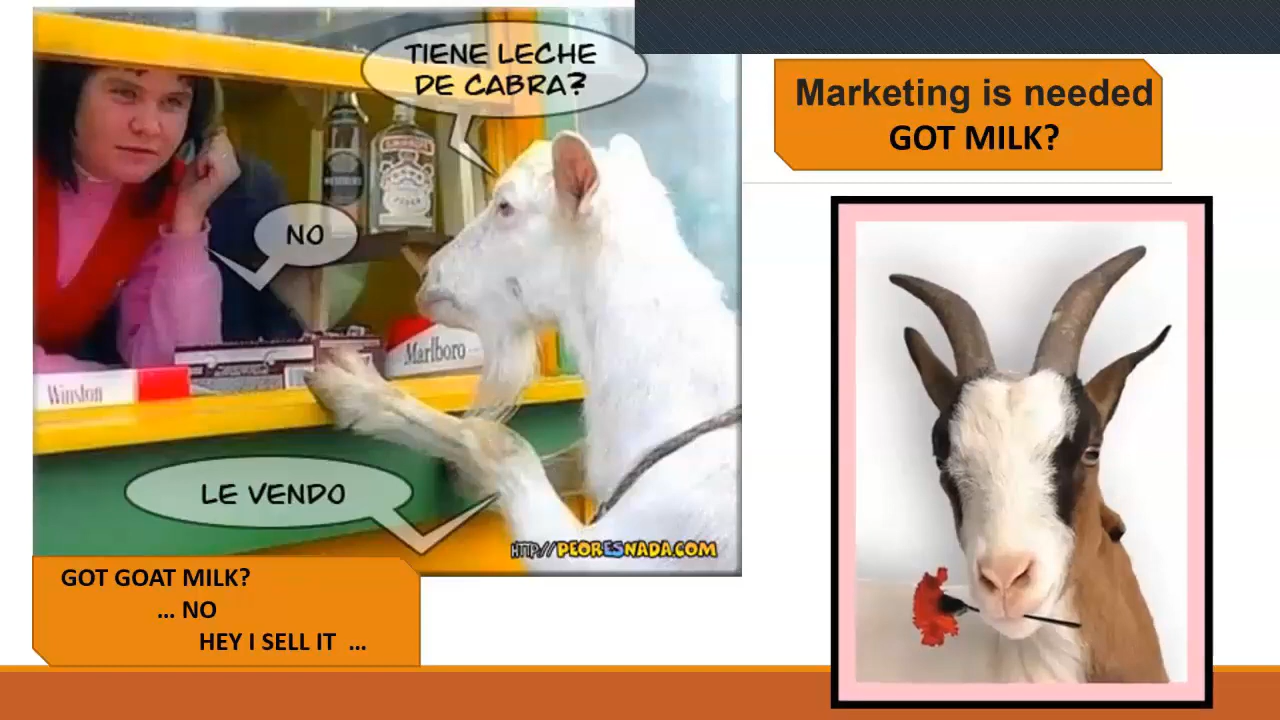 TIENE LECHE
DE CABRA?
NO
Winston
Marlboro
LE VENDO
HTTP://PEORESNADA.COM
GOT GOAT MILK?
... NO
HEY I SELL IT ...
Marketing is needed
GOT MILK?